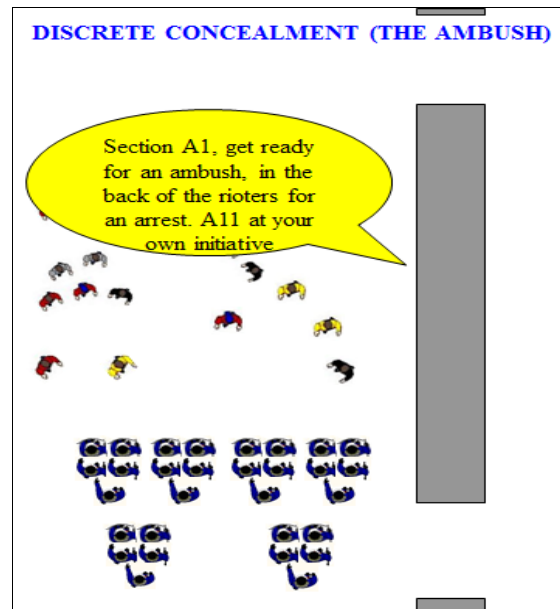 DISCRETE CONCEALMENT (THE AMBUSH)
Section A1, get ready
for an ambush, in the
back of the rioters for
an arrest. A11 at your
own initiative